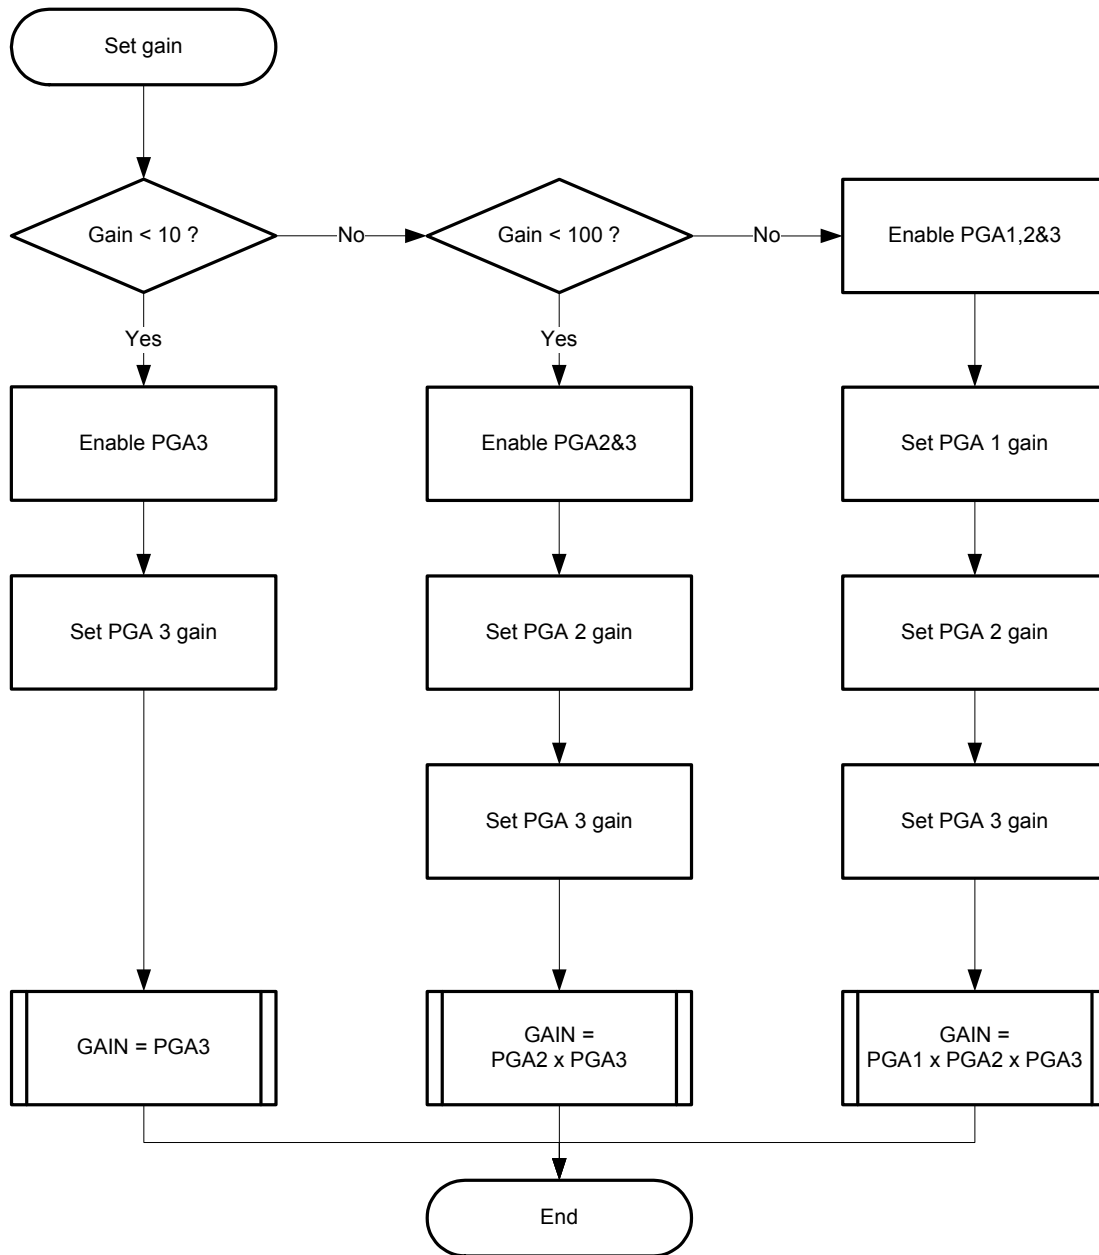 Set gain
Gain < 10 ?
No
Gain < 100 ?
No
Enable PGA1,2&3
Yes
Yes
Enable PGA3
Enable PGA2&3
Set PGA 1 gain
Set PGA 3 gain
Set PGA 2 gain
Set PGA 2 gain
Set PGA 3 gain
Set PGA 3 gain
GAIN = PGA3
GAIN =
PGA2 x PGA3
GAIN =
PGA1 x PGA2 x PGA3
End